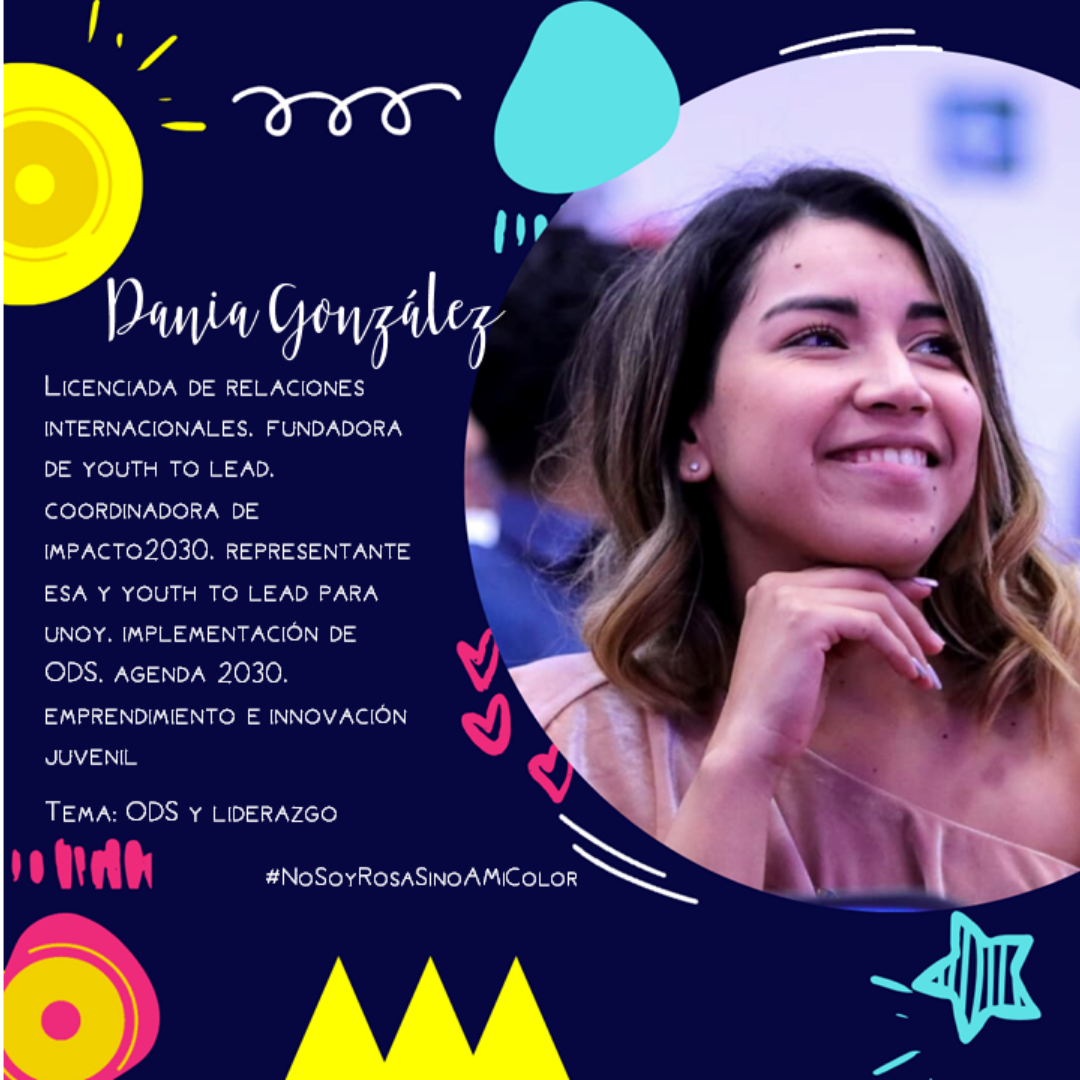 Dania González
Licenciada de relaciones
internacionales. fundadora
de youth to lead.
coordinadora de
impacto2030. representante
esa y youth to lead para
unoy. implementación de
ODS. agenda 2030.
emprendimiento e innovación
juvenil
Tema: ODS y liderazgo
#NoSoyRosaSinoAMiColor